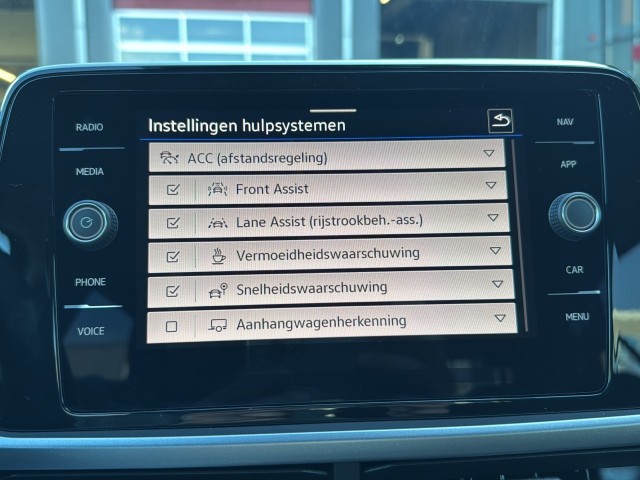 RADIO
MEDIA
PHONE
VOICE
Instellingen hulpsystemen
ACC (afstandsregeling)
Front Assist
Lane Assist (rijstrookbeh.-ass.)
Vermoeidheidswaarschuwing
Snelheidswaarschuwing
Aanhangwagenherkenning
NAV
APP
CAR
MENU